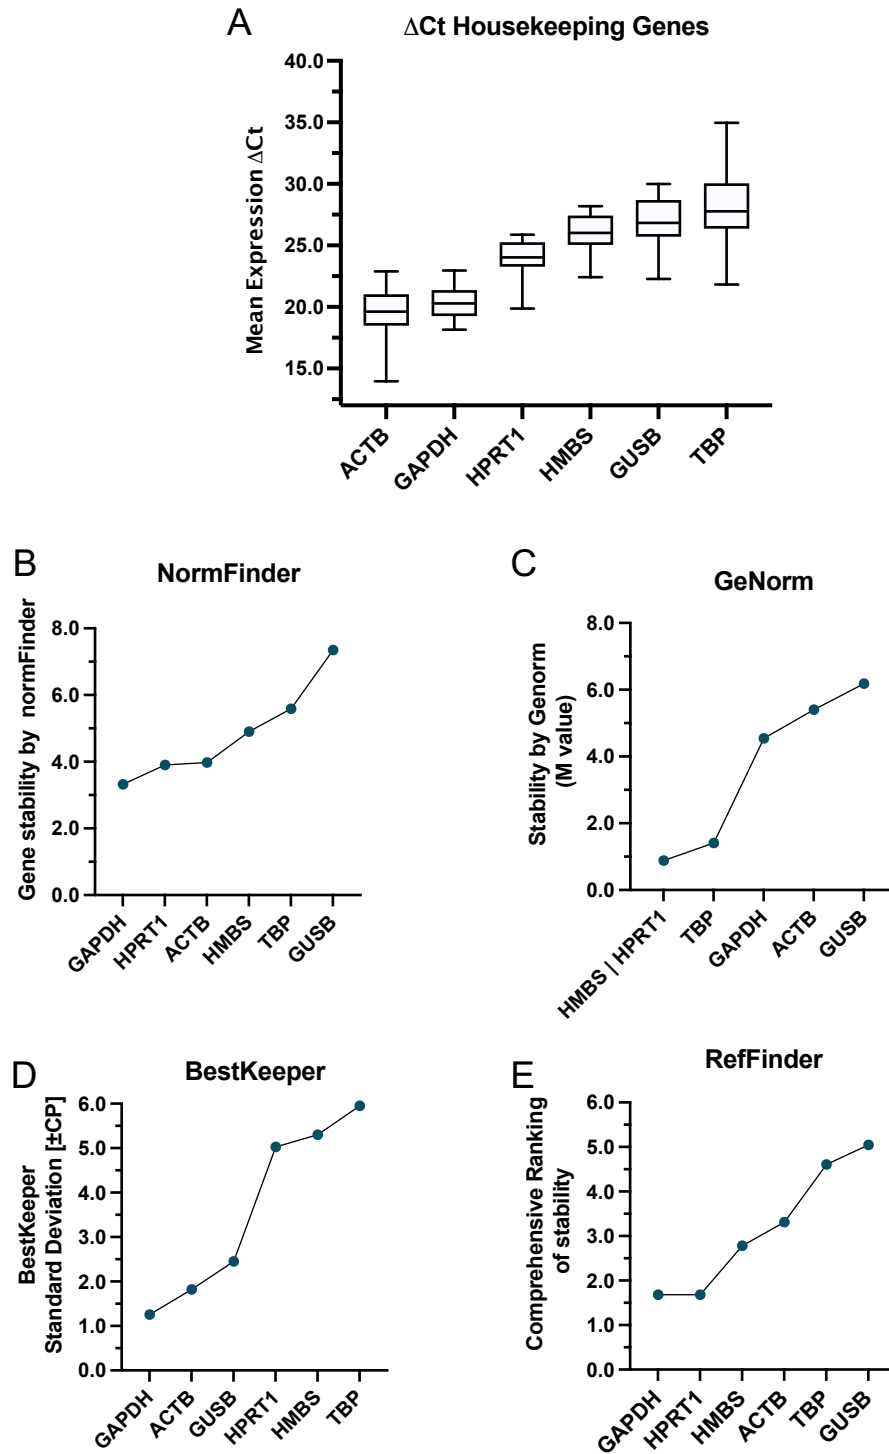 A
ΔCt Housekeeping Genes
Mean Expression ΔCt
40.0
35.0
30.0
25.0
20.0
15.0
ACTB
GAPDH
HPRT1
HMBS
GUSB
TBP
B
NormFinder
Gene stability by normFinder
8.0
6.0
4.0
2.0
0.0
GAPDH
HPRT1
ACTB
HMBS
TBP
GUSB
C
GeNorm
Stability by Genorm
(M value)
8.0
6.0
4.0
2.0
0.0
HMBS | HPRT1
TBP
GAPDH
ACTB
GUSB
D
BestKeeper
BestKeeper
Standard Deviation [±CP]
6.0
5.0
4.0
3.0
2.0
1.0
0.0
GAPDH
ACTB
GUSB
HPRT1
HMBS
TBP
E
RefFinder
Comprehensive Ranking
of stability
6.0
5.0
4.0
3.0
2.0
1.0
0.0
GAPDH
HPRT1
HMBS
ACTB
TBP
GUSB